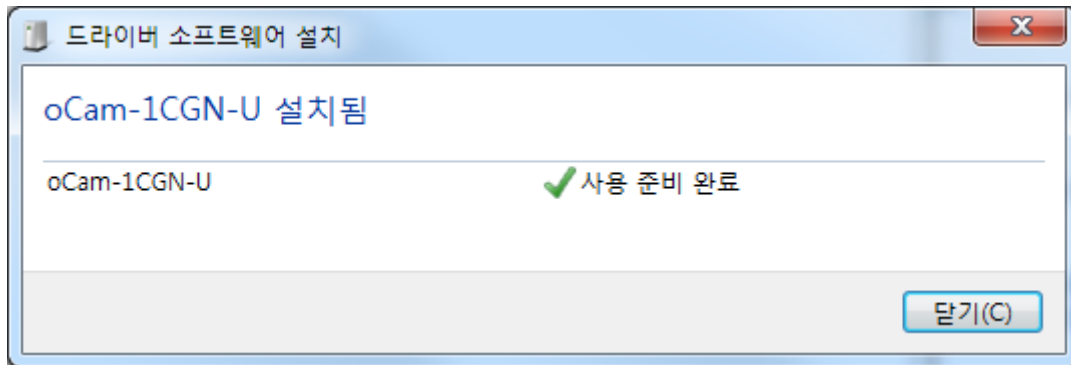 드라이버 소프트웨어 설치
oCam-1CGN-U 설치됨
oCam-1CGN-U 사용 준비 완료
닫기(C)